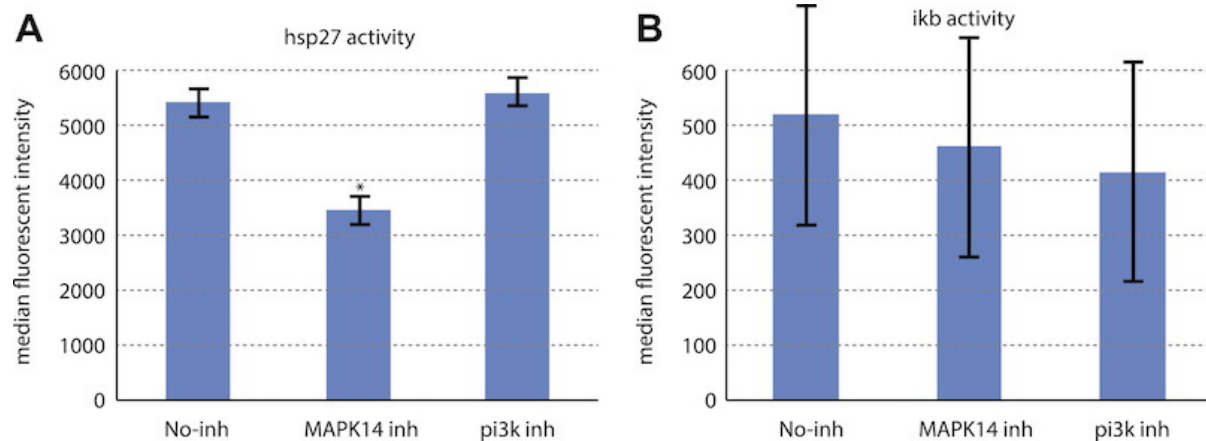 A
hsp27 activity
median fluorescent intensity
6000
5000
4000
3000
2000
1000
0
*
No-inh MAPK14 inh pi3k inh
B
ikb activity
median fluorescent intensity
600
500
400
300
200
100
0
No-inh MAPK14 inh pi3k inh